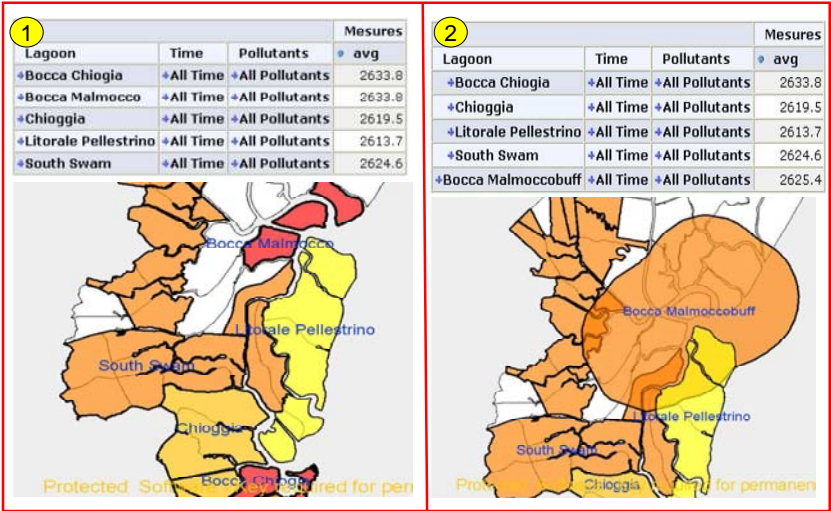 1
Mesures
Lagoon Time Pollutants avg
+Bocca Chiogia +All Time +All Pollutants 2633.8
+Bocca Malmocco +All Time +All Pollutants 2633.8
+Chioggia +All Time +All Pollutants 2619.5
+Litorale Pellestrino +All Time +All Pollutants 2613.7
+South Swam +All Time +All Pollutants 2624.6
Bocca Malmocco
Litorale Pellestrino
South Swam
Chioggia
Bocca Chiogia
Protected Software Key required for per
2
Mesures
Lagoon Time Pollutants avg
+Bocca Chiogia +All Time +All Pollutants 2633.8
+Chioggia +All Time +All Pollutants 2619.5
+Litorale Pellestrino +All Time +All Pollutants 2613.7
+South Swam +All Time +All Pollutants 2624.6
+Bocca Malmoccobuff +All Time +All Pollutants 2625.4
Bocca Malmoccobuff
Litorale Pellestrino
South Swam
Chioggia
for permanen